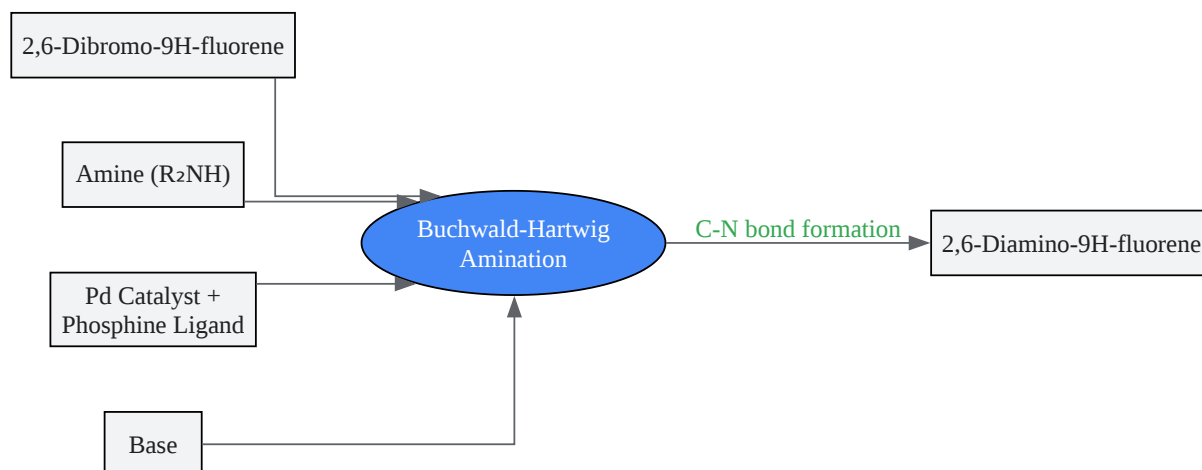 2,6-Dibromo-9H-fluorene
Amine (R₂NH)
Buchwald-Hartwig
Amination
C-N bond formation
2,6-Diamino-9H-fluorene
Pd Catalyst +
Phosphine Ligand
Base